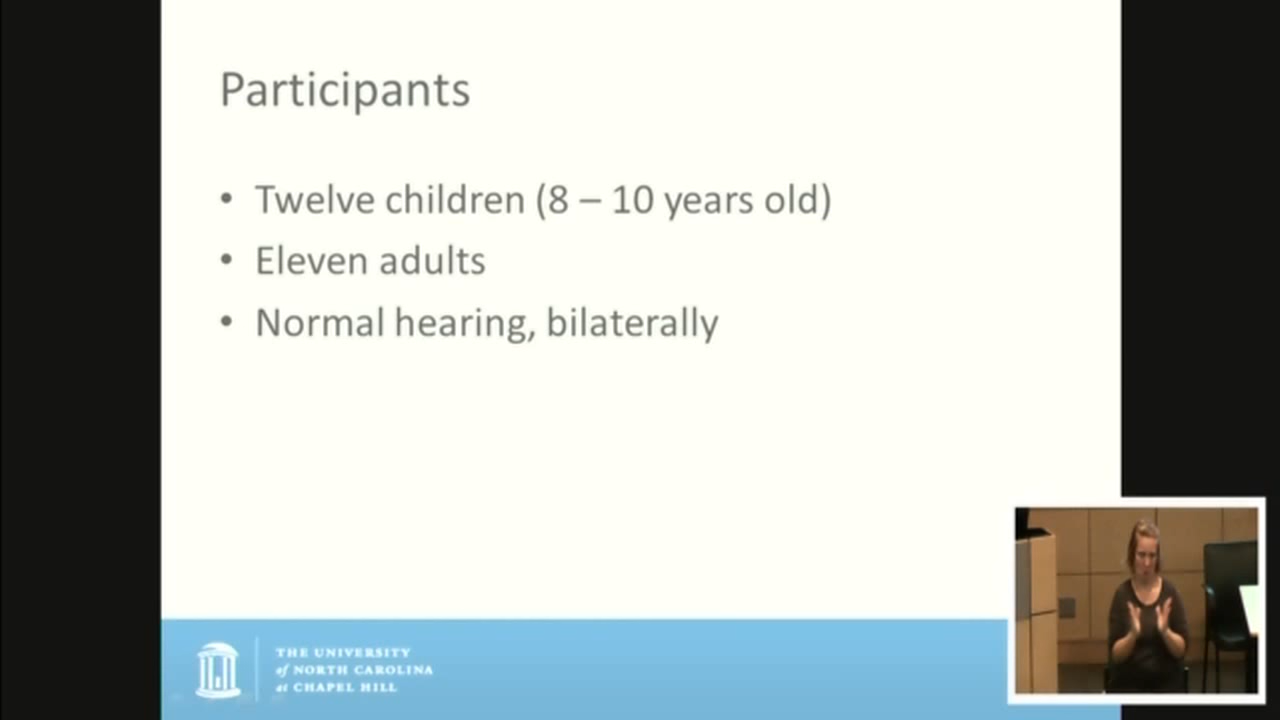 Participants
• Twelve children (8 – 10 years old)
• Eleven adults
• Normal hearing, bilaterally
THE UNIVERSITY
of NORTH CAROLINA
at CHAPEL HILL